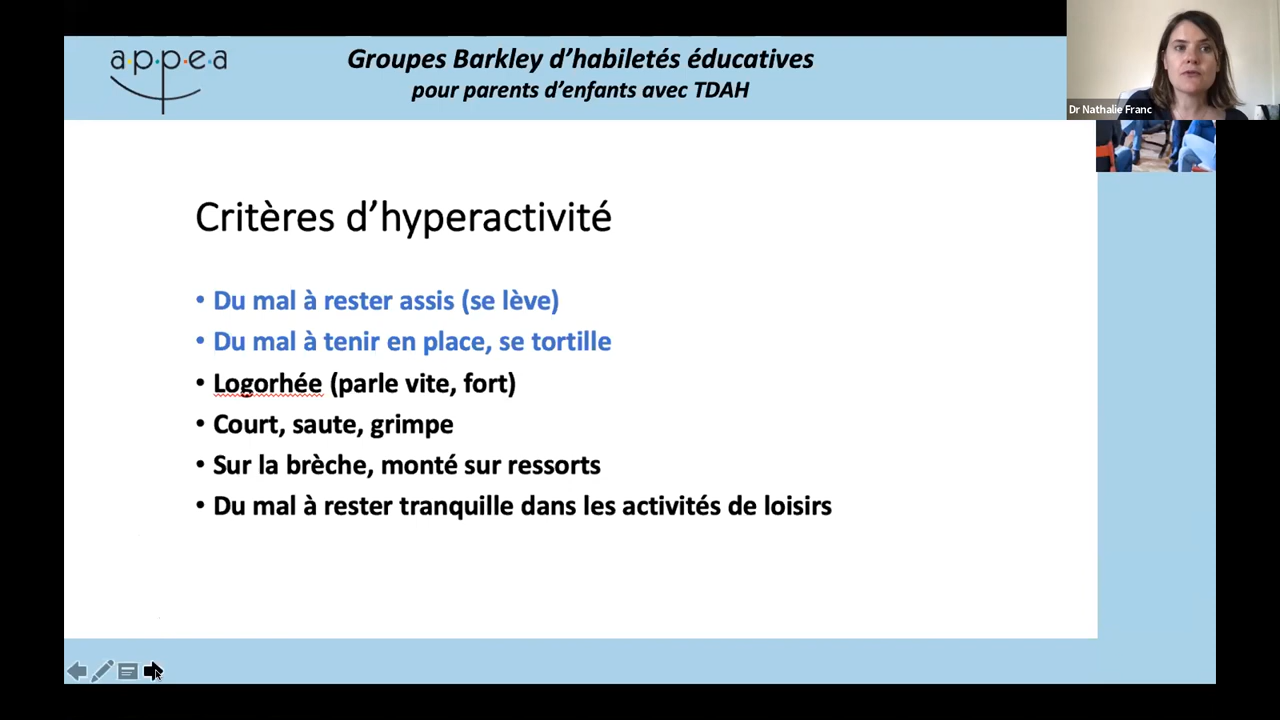 appea
Groupes Barkley d'habiletés éducatives
pour parents d'enfants avec TDAH
Dr Nathalie Franc
Critères d'hyperactivité
• Du mal à rester assis (se lève)
• Du mal à tenir en place, se tortille
• Logorhée (parle vite, fort)
• Court, saute, grimpe
• Sur la brèche, monté sur ressorts
• Du mal à rester tranquille dans les activités de loisirs